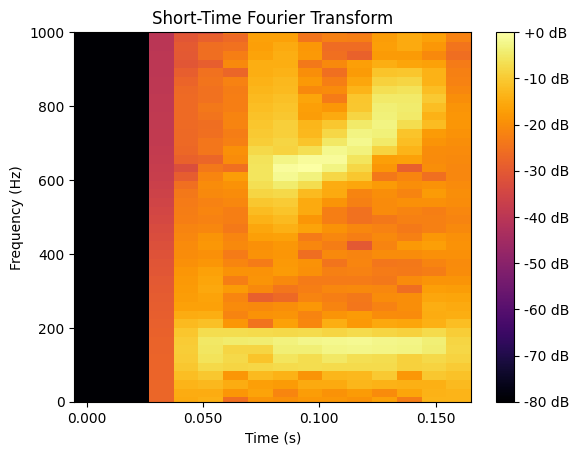 Short-Time Fourier Transform
1000
800
600
400
200
0
Frequency (Hz)
0.000
0.050
0.100
0.150
Time (s)
+0 dB
-10 dB
-20 dB
-30 dB
-40 dB
-50 dB
-60 dB
-70 dB
-80 dB